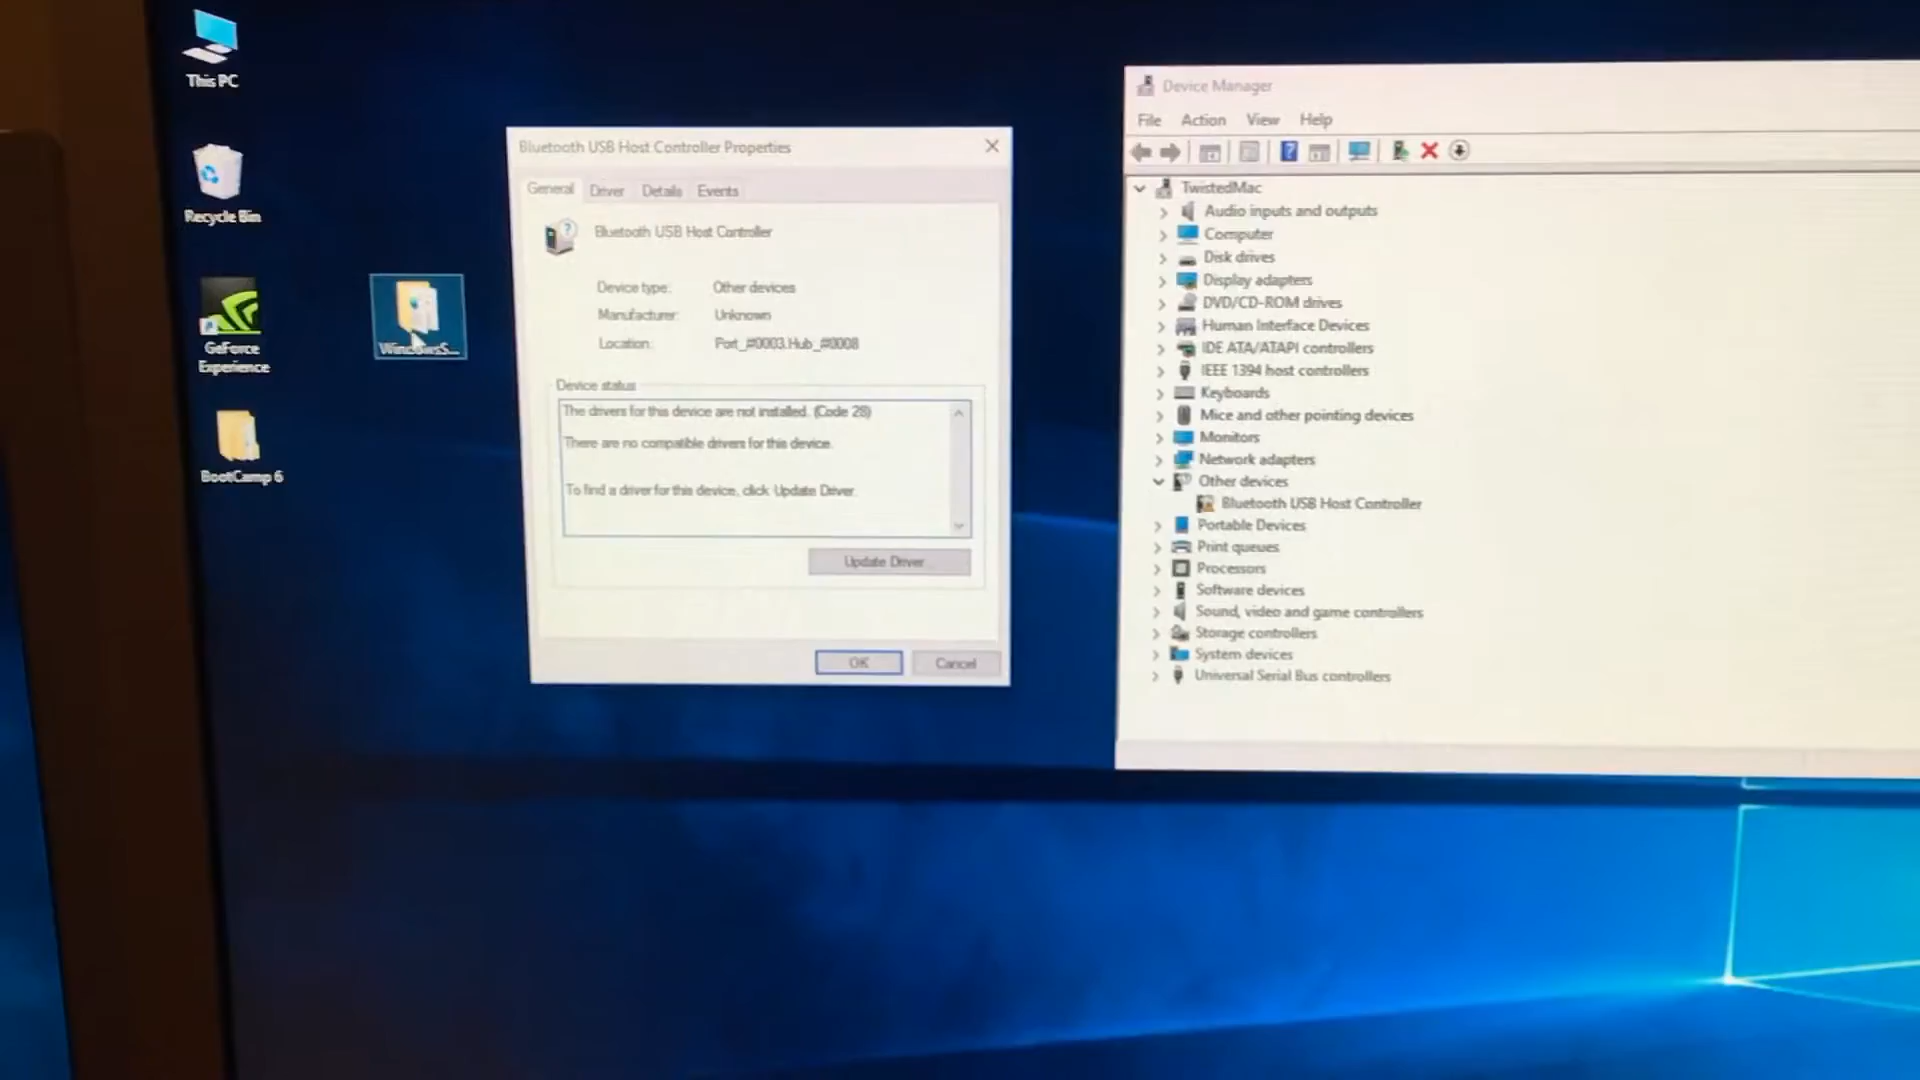 This PC
Recycle Bin
GeForce
Experience
BootCamp 6
WindowsS...
Bluetooth USB Host Controller Properties
General
Driver
Details
Events
Bluetooth USB Host Controller
Device type:
Other devices
Manufacturer:
Unknown
Location:
Port_#0003.Hub_#0008
Device status
The drivers for this device are not installed. (Code 28)
There are no compatible drivers for this device.
To find a driver for this device, click Update Driver.
Update Driver...
OK
Cancel
Device Manager
File
Action
View
Help
TwistedMac
Audio inputs and outputs
Computer
Disk drives
Display adapters
DVD/CD-ROM drives
Human Interface Devices
IDE ATA/ATAPI controllers
IEEE 1394 host controllers
Keyboards
Mice and other pointing devices
Monitors
Network adapters
Other devices
Bluetooth USB Host Controller
Portable Devices
Print queues
Processors
Software devices
Sound, video and game controllers
Storage controllers
System devices
Universal Serial Bus controllers